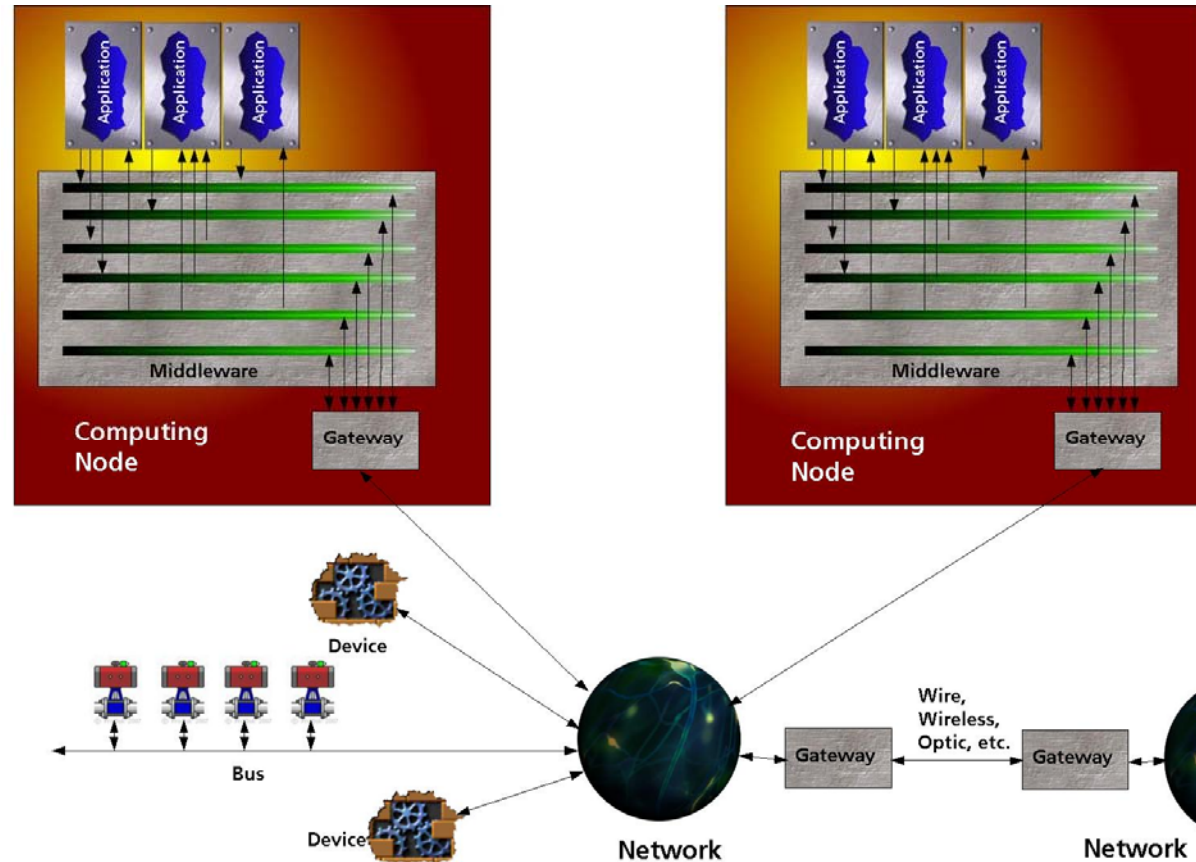 Application
Application
Application
Middleware
Computing
Node
Gateway
Application
Application
Application
Middleware
Computing
Node
Gateway
Device
Bus
Device
Network
Gateway
Wire,
Wireless,
Optic, etc.
Gateway
Network